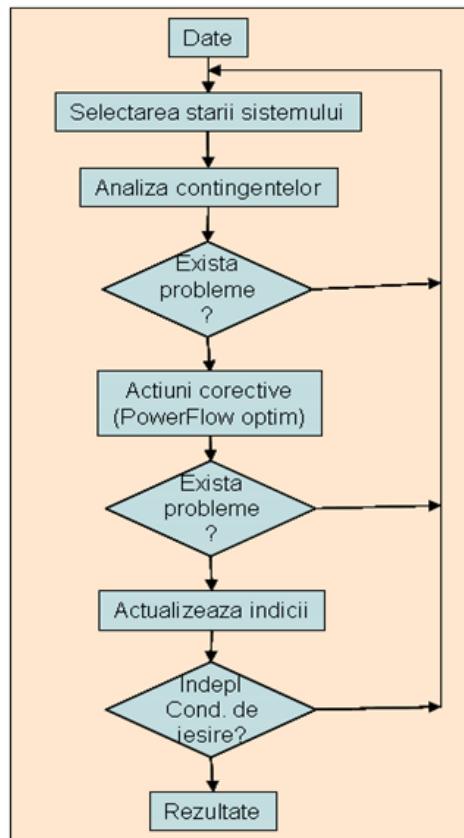 Date
Selectarea starii sistemului
Analiza contingentelor
Exista
probleme
?
Actiuni corective
(PowerFlow optim)
Exista
probleme
?
Actualizeaza indicii
Indepl
Cond. de
iesire?
Rezultate